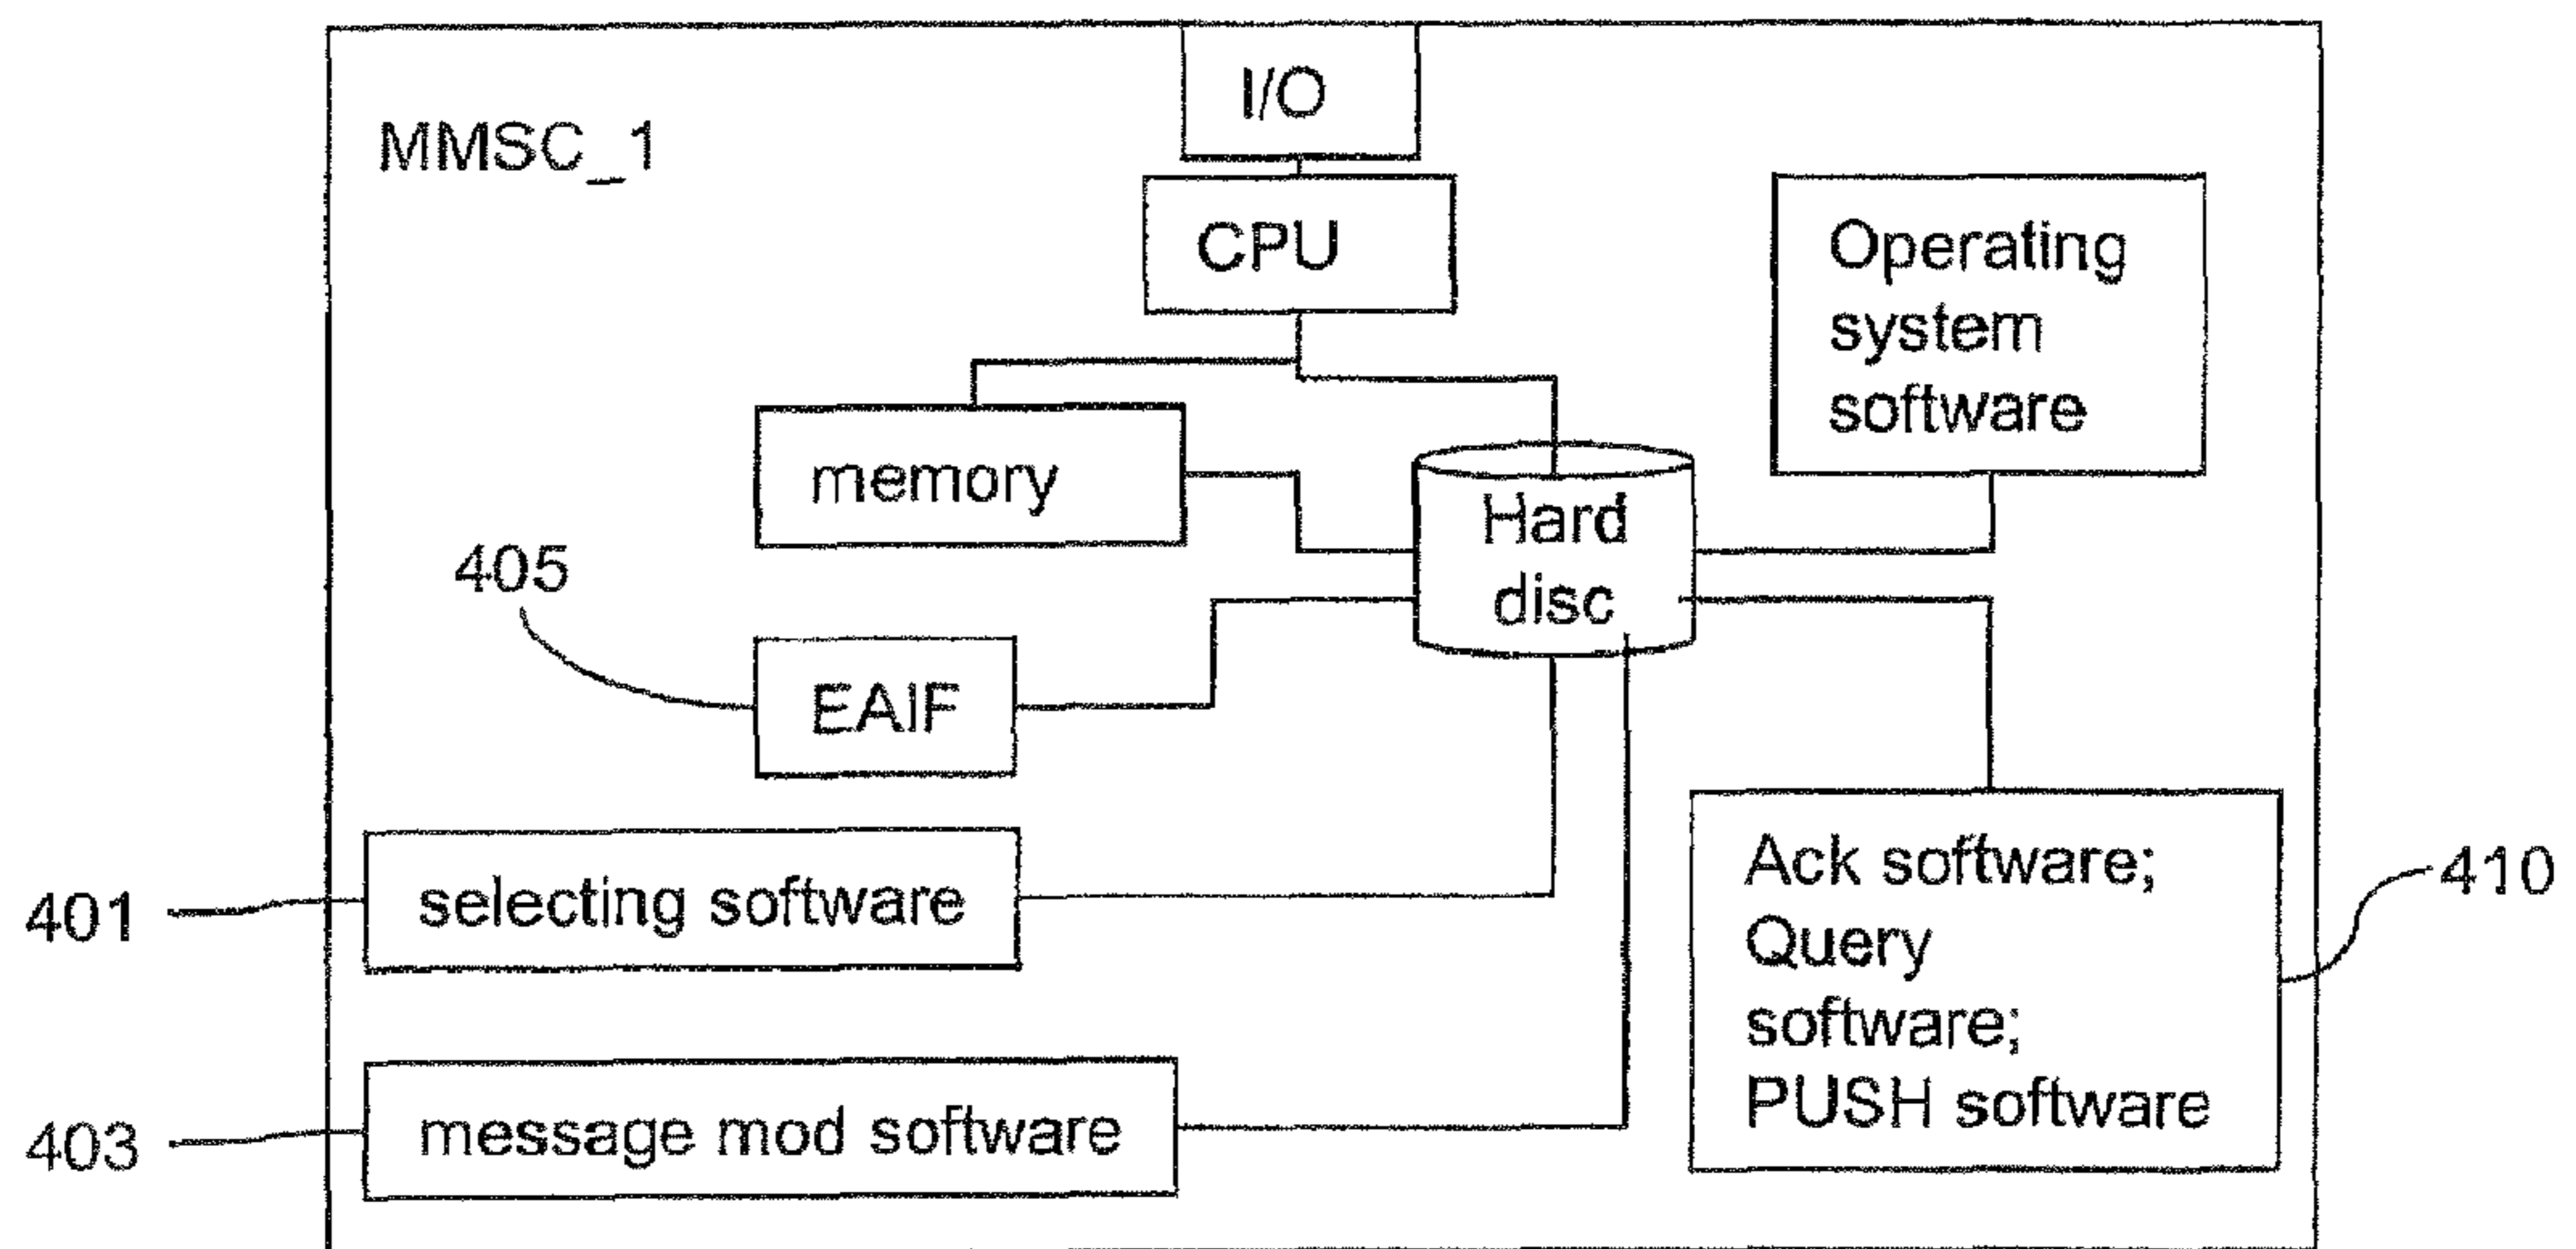 I/O
MMSC_1
CPU
Operating
system
software
memory
Hard
disc
405
EAIF
401
selecting software
Ack software;
Query
software;
PUSH software
410
403
message mod software